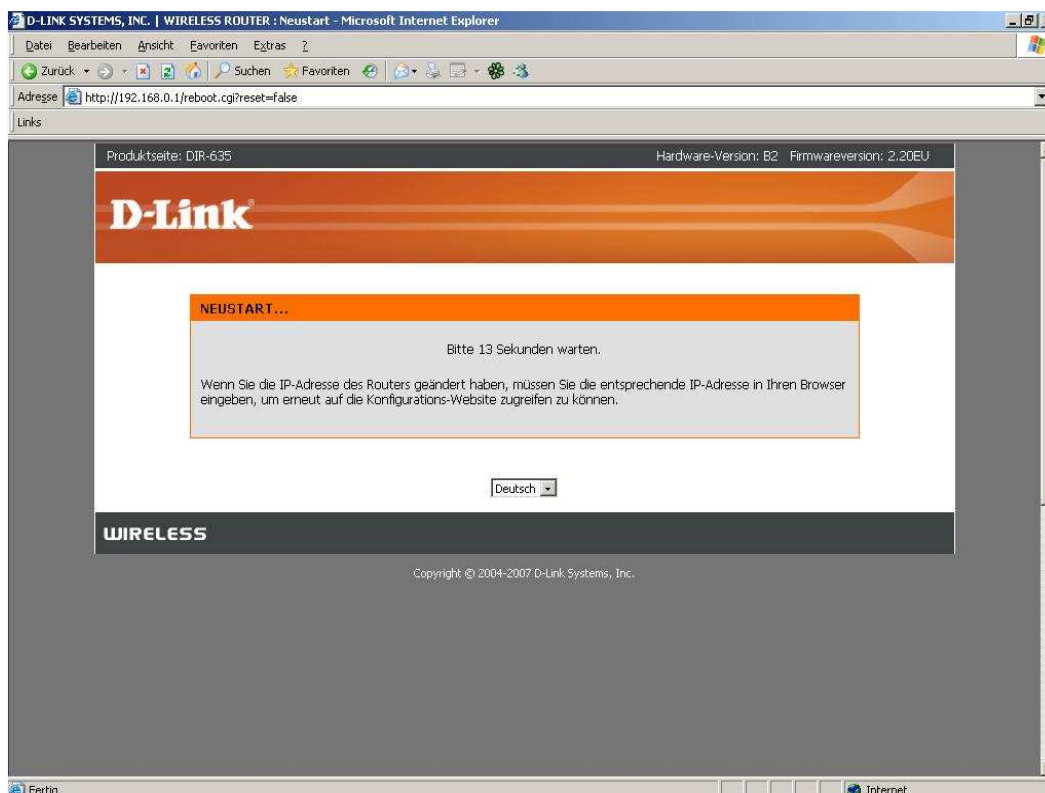 D-LINK SYSTEMS, INC. | WIRELESS ROUTER : Neustart - Microsoft Internet Explorer
Datei Bearbeiten Ansicht Favoriten Extras ?
Zurück Suchen Favoriten
Adresse http://192.168.0.1/reboot.cgi?reset=false
Links
Produktseite: DIR-635 Hardware-Version: B2 Firmwareversion: 2.20EU
D-Link
NEUSTART...
Bitte 13 Sekunden warten.
Wenn Sie die IP-Adresse des Routers geändert haben, müssen Sie die entsprechende IP-Adresse in Ihren Browser
eingeben, um erneut auf die Konfigurations-Website zugreifen zu können.
Deutsch
WIRELESS
Copyright © 2004-2007 D-Link Systems, Inc.
Fertig Internet